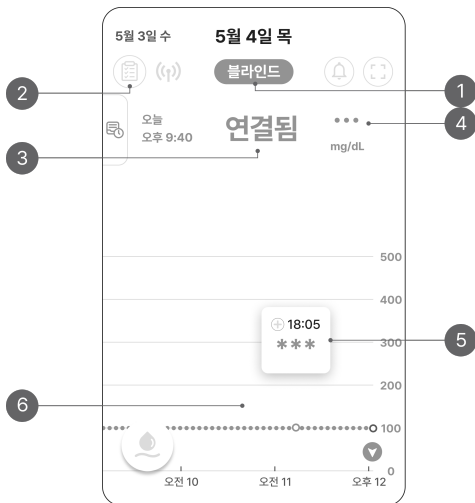 5월 3일 수
5월 4일 목
블라인드
1
2
오늘
오후 9:40
연결됨
•••
mg/dL
3
4
500
400
18:05
***
300
5
200
6
100
0
오전 10
오전 11
오후 12